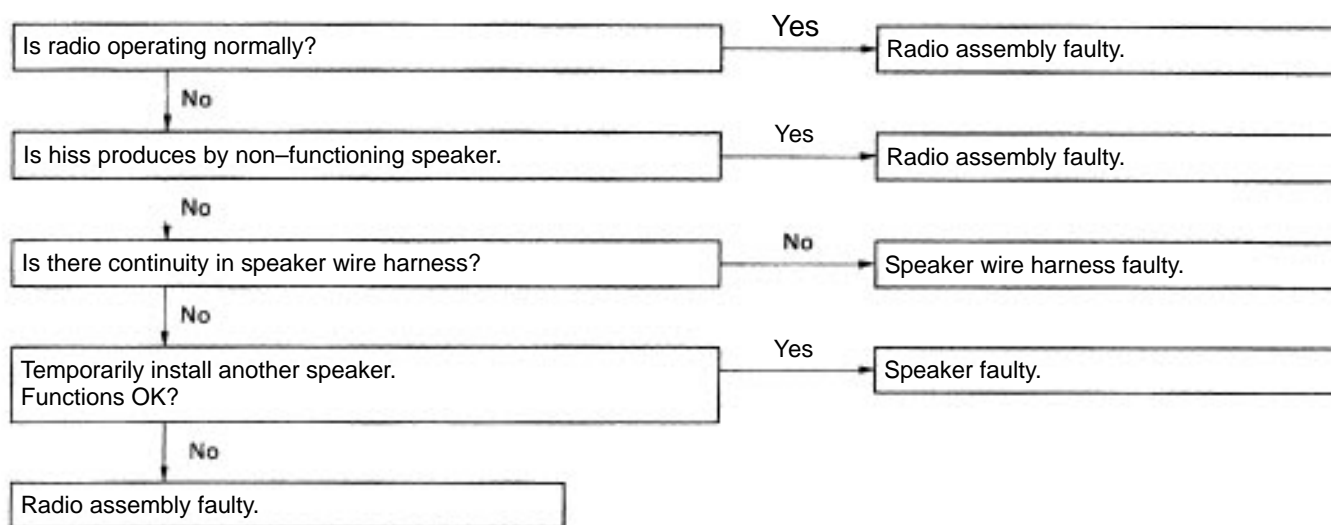 Is radio operating normally?
Yes
Radio assembly faulty.
No
Is hiss produces by non–functioning speaker.
Yes
Radio assembly faulty.
No
Is there continuity in speaker wire harness?
No
Speaker wire harness faulty.
No
Temporarily install another speaker.
Functions OK?
Yes
Speaker faulty.
No
Radio assembly faulty.